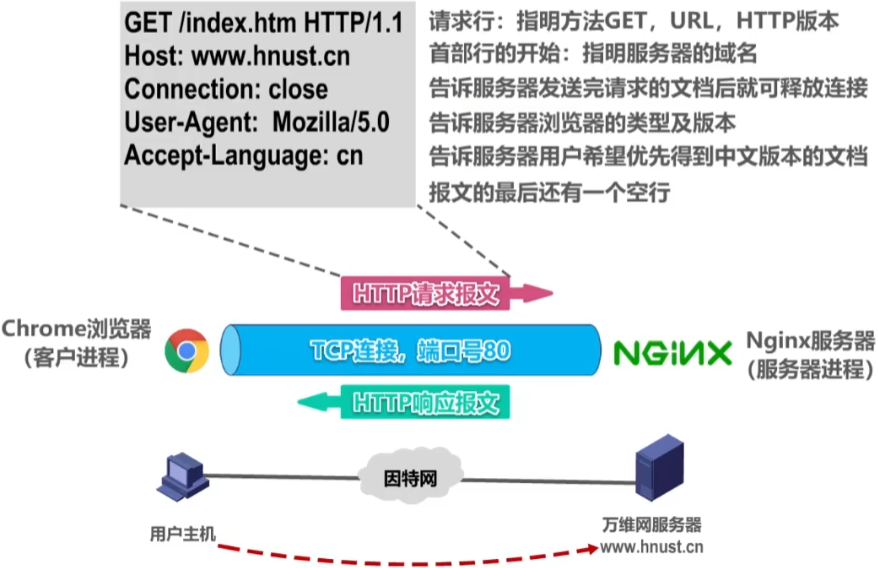 GET /index.htm HTTP/1.1
请求行：指明方法GET，URL，HTTP版本
Host: www.hnust.cn
首部行的开始：指明服务器的域名
Connection: close
告诉服务器发送完请求的文档后就可释放连接
User-Agent: Mozilla/5.0
告诉服务器浏览器的类型及版本
Accept-Language: cn
告诉服务器用户希望优先得到中文版本的文档
报文的最后还有一个空行
HTTP请求报文
Chrome浏览器
（客户进程）
TCP连接，端口号80
NGINX
Nginx服务器
（服务器进程）
HTTP响应报文
因特网
用户主机
万维网服务器
www.hnust.cn